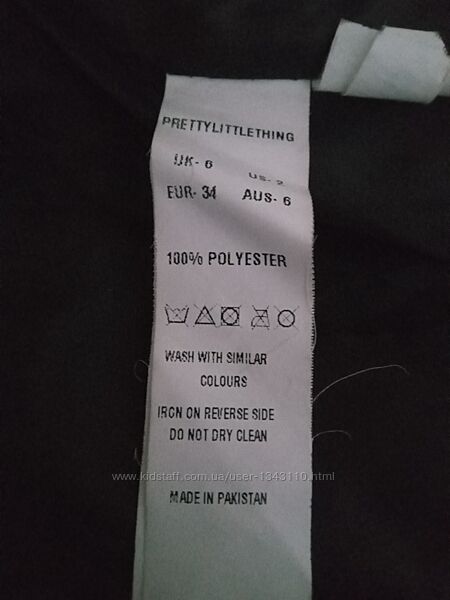 PRETTYLITTLETHING
UK- 6 US- 2
EUR- 34 AUS- 6
100% POLYESTER
WASH WITH SIMILAR
COLOURS
IRON ON REVERSE SIDE
DO NOT DRY CLEAN
www.kidstaff.com.ua/user-1343110.html
MADE IN PAKISTAN